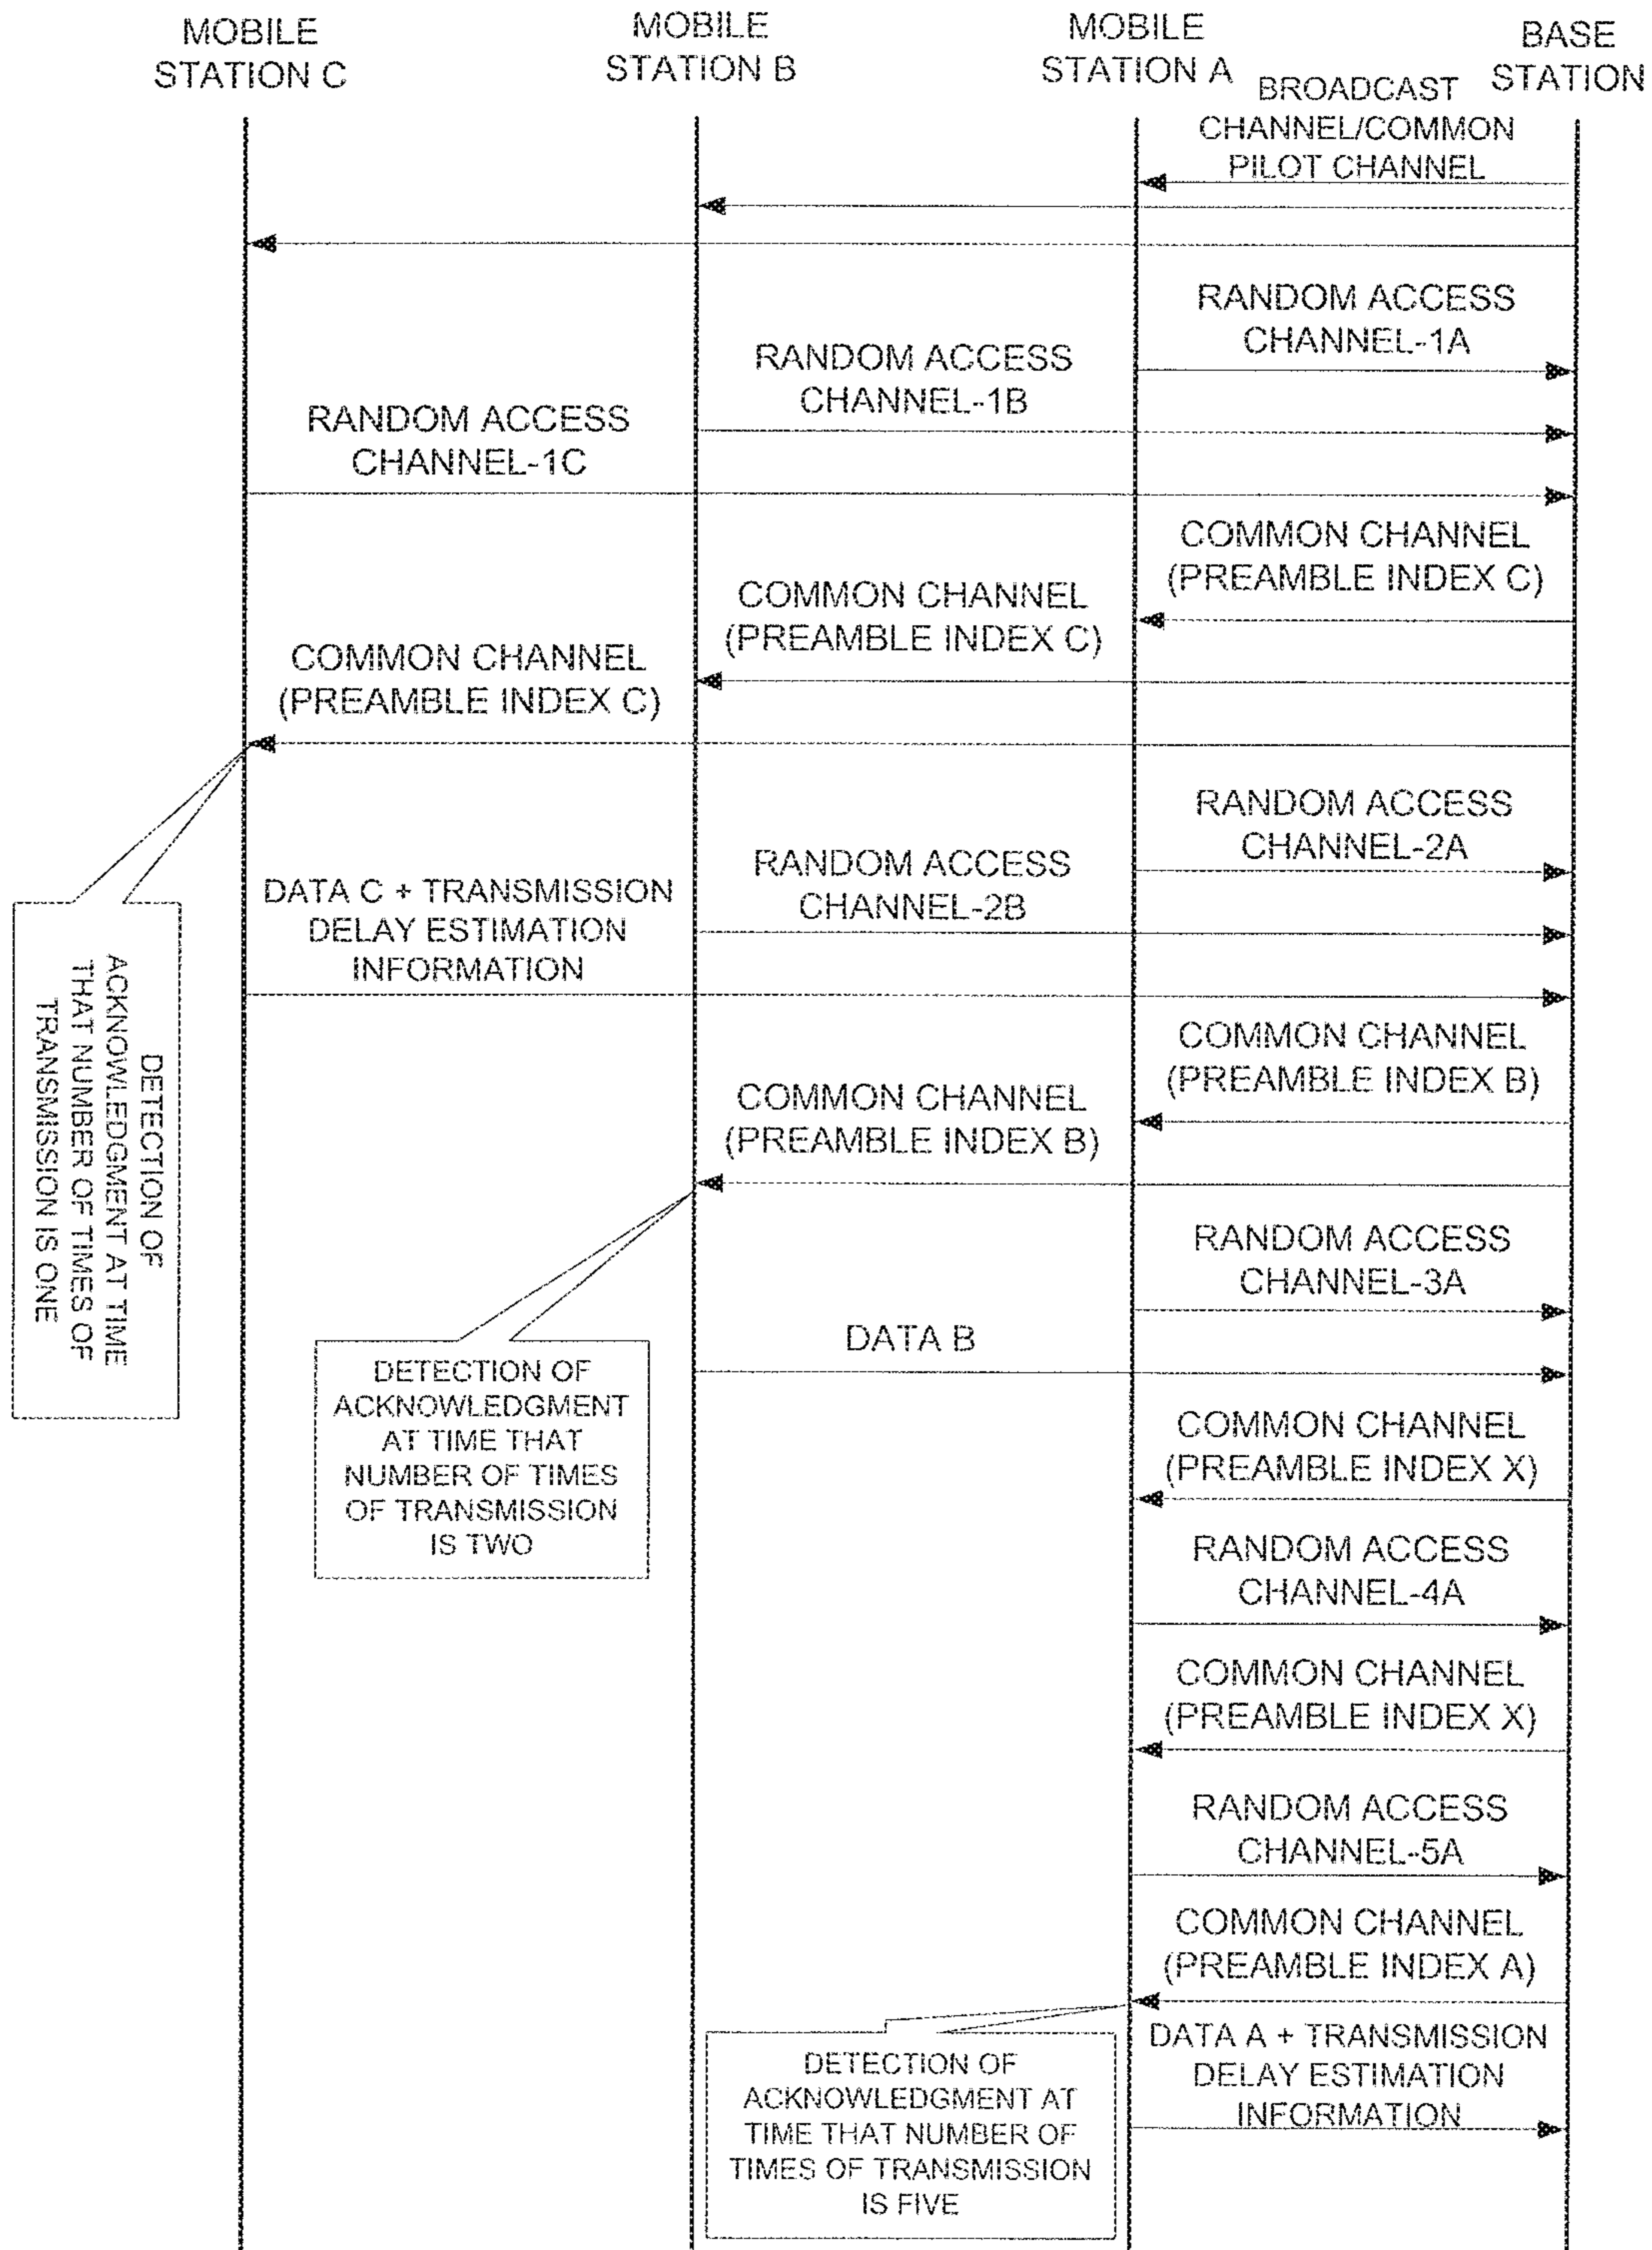 MOBILE
STATION C
MOBILE
STATION B
MOBILE
STATION A
BASE
STATION
BROADCAST
CHANNEL/COMMON
PILOT CHANNEL
RANDOM ACCESS
CHANNEL-1A
RANDOM ACCESS
CHANNEL-1B
RANDOM ACCESS
CHANNEL-1C
COMMON CHANNEL
(PREAMBLE INDEX C)
COMMON CHANNEL
(PREAMBLE INDEX C)
COMMON CHANNEL
(PREAMBLE INDEX C)
RANDOM ACCESS
CHANNEL-2A
RANDOM ACCESS
CHANNEL-2B
DATA C + TRANSMISSION
DELAY ESTIMATION
INFORMATION
DETECTION OF
ACKNOWLEDGMENT AT TIME
THAT NUMBER OF TIMES OF
TRANSMISSION IS ONE
COMMON CHANNEL
(PREAMBLE INDEX B)
COMMON CHANNEL
(PREAMBLE INDEX B)
RANDOM ACCESS
CHANNEL-3A
DATA B
DETECTION OF
ACKNOWLEDGMENT
AT TIME THAT
NUMBER OF TIMES
OF TRANSMISSION
IS TWO
COMMON CHANNEL
(PREAMBLE INDEX X)
RANDOM ACCESS
CHANNEL-4A
COMMON CHANNEL
(PREAMBLE INDEX X)
RANDOM ACCESS
CHANNEL-5A
COMMON CHANNEL
(PREAMBLE INDEX A)
DATA A + TRANSMISSION
DELAY ESTIMATION
INFORMATION
DETECTION OF
ACKNOWLEDGMENT AT
TIME THAT NUMBER OF
TIMES OF TRANSMISSION
IS FIVE